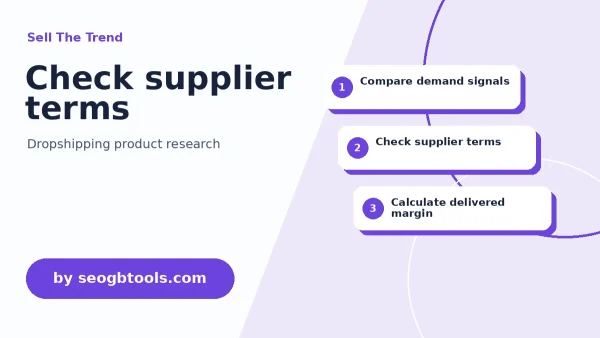 Sell The Trend
Check supplier
terms
Dropshipping product research
by seogbtools.com
1 Compare demand signals
2 Check supplier terms
3 Calculate delivered
margin